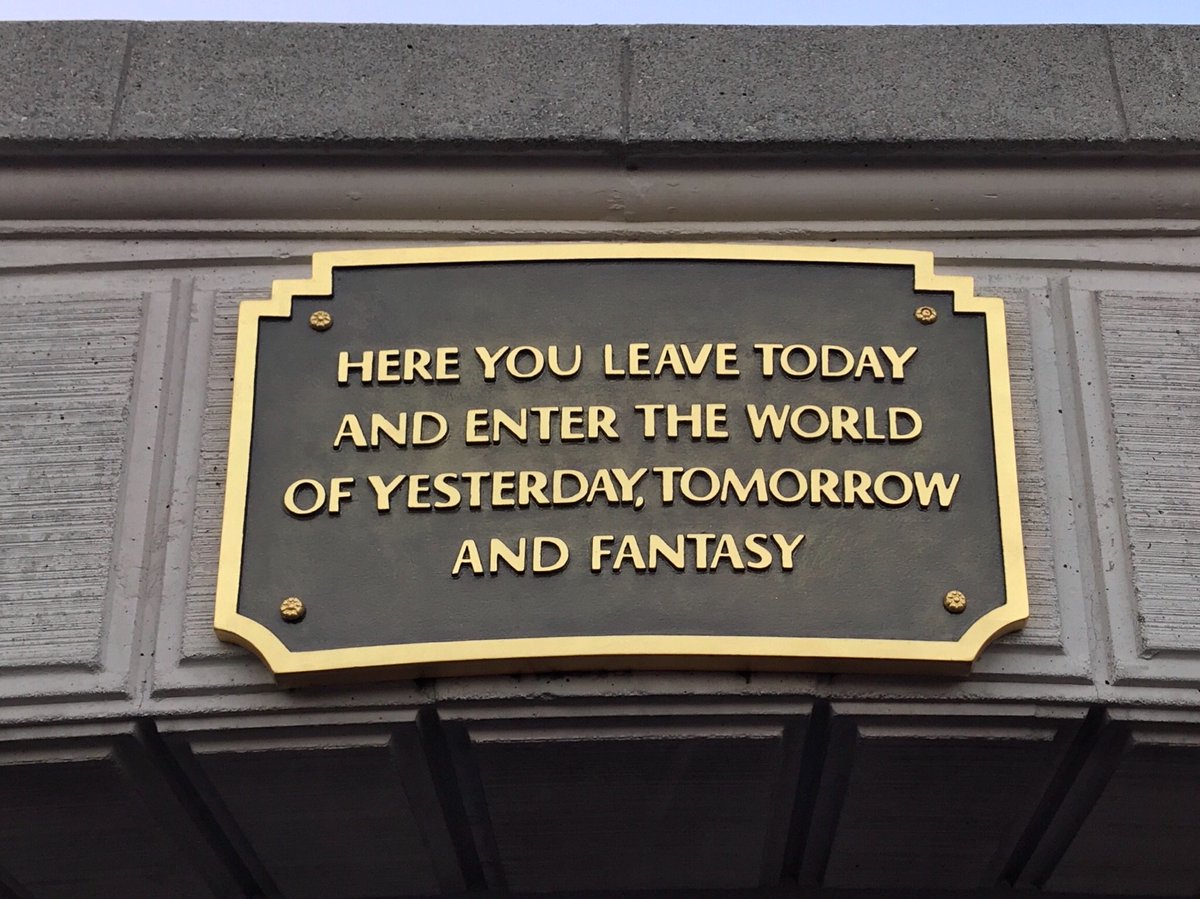 HERE YOU LEAVE TODAY
AND ENTER THE WORLD
OF YESTERDAY, TOMORROW
AND FANTASY